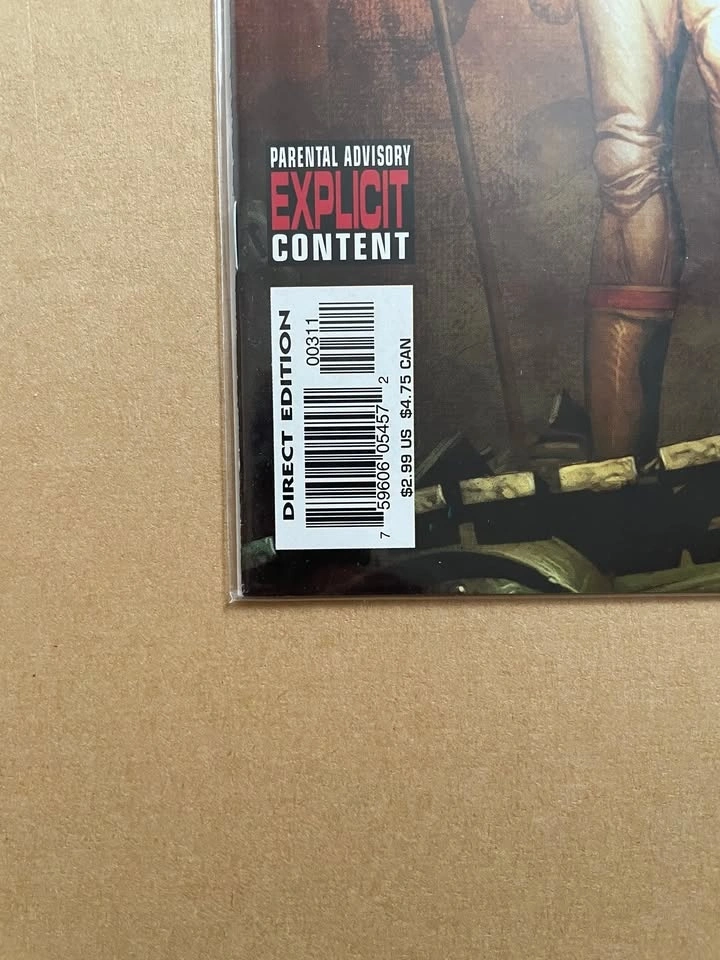 PARENTAL ADVISORY
EXPLICIT
CONTENT
DIRECT EDITION
00311
7 59606 05457 2
$2.99 US $4.75 CAN